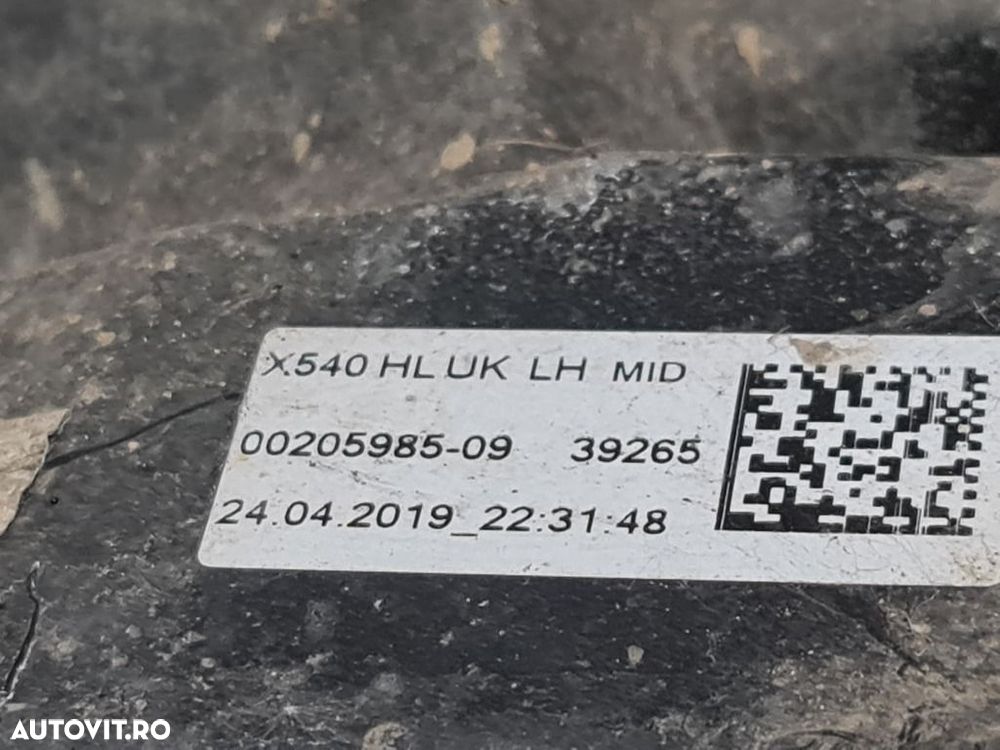 X540 HL UK LH MID
00205985-09 39265
24.04.2019_22:31:48
AUTOVIT.RO